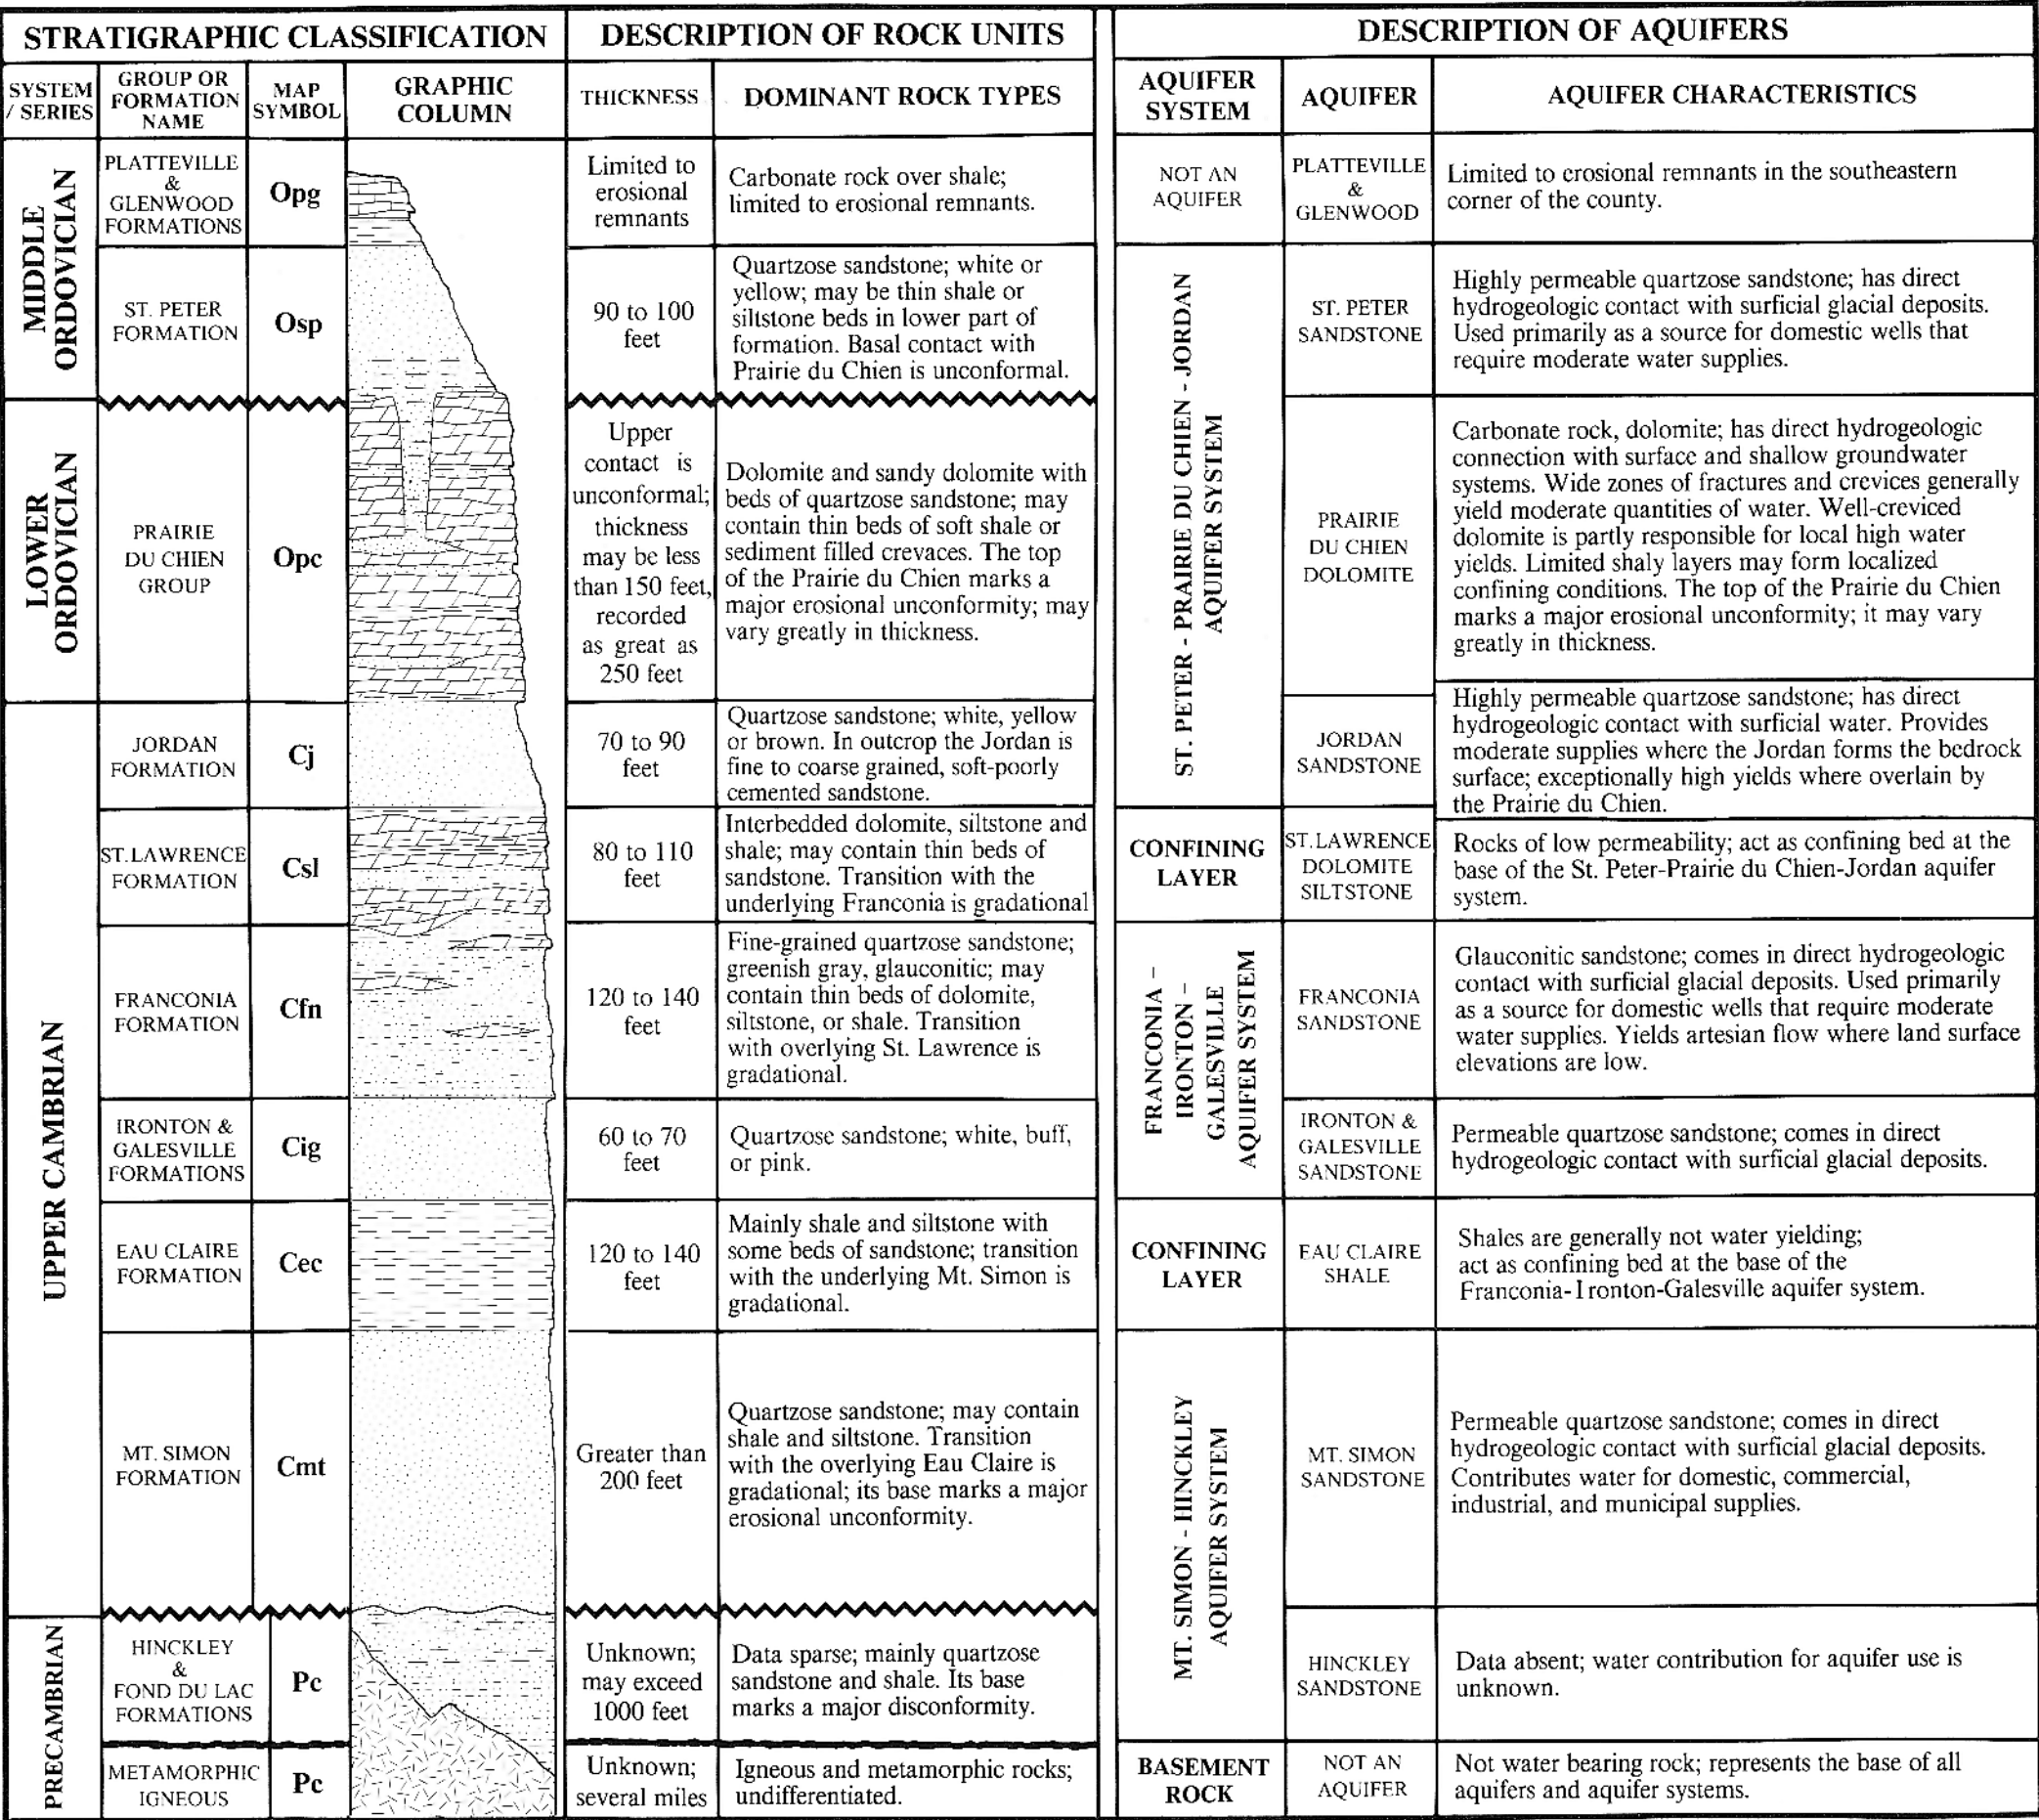 STRATIGRAPHIC CLASSIFICATION
DESCRIPTION OF ROCK UNITS
DESCRIPTION OF AQUIFERS
SYSTEM
/ SERIES
GROUP OR
FORMATION
NAME
MAP
SYMBOL
GRAPHIC
COLUMN
THICKNESS
DOMINANT ROCK TYPES
AQUIFER
SYSTEM
AQUIFER
AQUIFER CHARACTERISTICS
MIDDLE
ORDOVICIAN
PLATTEVILLE
&
GLENWOOD
FORMATIONS
Opg
Limited to
erosional
remnants
Carbonate rock over shale;
limited to erosional remnants.
NOT AN
AQUIFER
PLATTEVILLE
&
GLENWOOD
Limited to erosional remnants in the southeastern
corner of the county.
ST. PETER
FORMATION
Osp
90 to 100
feet
Quartzose sandstone; white or
yellow; may be thin shale or
siltstone beds in lower part of
formation. Basal contact with
Prairie du Chien is unconformal.
ST. PETER - PRAIRIE DU CHIEN - JORDAN
AQUIFER SYSTEM
ST. PETER
SANDSTONE
Highly permeable quartzose sandstone; has direct
hydrogeologic contact with surficial glacial deposits.
Used primarily as a source for domestic wells that
require moderate water supplies.
LOWER
ORDOVICIAN
PRAIRIE
DU CHIEN
GROUP
Opc
Upper
contact is
unconformal;
thickness
may be less
than 150 feet,
recorded
as great as
250 feet
Dolomite and sandy dolomite with
beds of quartzose sandstone; may
contain thin beds of soft shale or
sediment filled crevaces. The top
of the Prairie du Chien marks a
major erosional unconformity; may
vary greatly in thickness.
PRAIRIE
DU CHIEN
DOLOMITE
Carbonate rock, dolomite; has direct hydrogeologic
connection with surface and shallow groundwater
systems. Wide zones of fractures and crevices generally
yield moderate quantities of water. Well-creviced
dolomite is partly responsible for local high water
yields. Limited shaly layers may form localized
confining conditions. The top of the Prairie du Chien
marks a major erosional unconformity; it may vary
greatly in thickness.
UPPER CAMBRIAN
JORDAN
FORMATION
Cj
70 to 90
feet
Quartzose sandstone; white, yellow
or brown. In outcrop the Jordan is
fine to coarse grained, soft-poorly
cemented sandstone.
JORDAN
SANDSTONE
Highly permeable quartzose sandstone; has direct
hydrogeologic contact with surficial water. Provides
moderate supplies where the Jordan forms the bedrock
surface; exceptionally high yields where overlain by
the Prairie du Chien.
ST.LAWRENCE
FORMATION
Csl
80 to 110
feet
Interbedded dolomite, siltstone and
shale; may contain thin beds of
sandstone. Transition with the
underlying Franconia is gradational
CONFINING
LAYER
ST.LAWRENCE
DOLOMITE
SILTSTONE
Rocks of low permeability; act as confining bed at the
base of the St. Peter-Prairie du Chien-Jordan aquifer
system.
FRANCONIA
FORMATION
Cfn
120 to 140
feet
Fine-grained quartzose sandstone;
greenish gray, glauconitic; may
contain thin beds of dolomite,
siltstone, or shale. Transition
with overlying St. Lawrence is
gradational.
FRANCONIA –
IRONTON –
GALESVILLE
AQUIFER SYSTEM
FRANCONIA
SANDSTONE
Glauconitic sandstone; comes in direct hydrogeologic
contact with surficial glacial deposits. Used primarily
as a source for domestic wells that require moderate
water supplies. Yields artesian flow where land surface
elevations are low.
IRONTON &
GALESVILLE
FORMATIONS
Cig
60 to 70
feet
Quartzose sandstone; white, buff,
or pink.
IRONTON &
GALESVILLE
SANDSTONE
Permeable quartzose sandstone; comes in direct
hydrogeologic contact with surficial glacial deposits.
EAU CLAIRE
FORMATION
Cec
120 to 140
feet
Mainly shale and siltstone with
some beds of sandstone; transition
with the underlying Mt. Simon is
gradational.
CONFINING
LAYER
EAU CLAIRE
SHALE
Shales are generally not water yielding;
act as confining bed at the base of the
Franconia-Ironton-Galesville aquifer system.
MT. SIMON
FORMATION
Cmt
Greater than
200 feet
Quartzose sandstone; may contain
shale and siltstone. Transition
with the overlying Eau Claire is
gradational; its base marks a major
erosional unconformity.
MT. SIMON - HINCKLEY
AQUIFER SYSTEM
MT. SIMON
SANDSTONE
Permeable quartzose sandstone; comes in direct
hydrogeologic contact with surficial glacial deposits.
Contributes water for domestic, commercial,
industrial, and municipal supplies.
PRECAMBRIAN
HINCKLEY
&
FOND DU LAC
FORMATIONS
Pc
Unknown;
may exceed
1000 feet
Data sparse; mainly quartzose
sandstone and shale. Its base
marks a major disconformity.
HINCKLEY
SANDSTONE
Data absent; water contribution for aquifer use is
unknown.
METAMORPHIC
IGNEOUS
Pc
Unknown;
several miles
Igneous and metamorphic rocks;
undifferentiated.
BASEMENT
ROCK
NOT AN
AQUIFER
Not water bearing rock; represents the base of all
aquifers and aquifer systems.